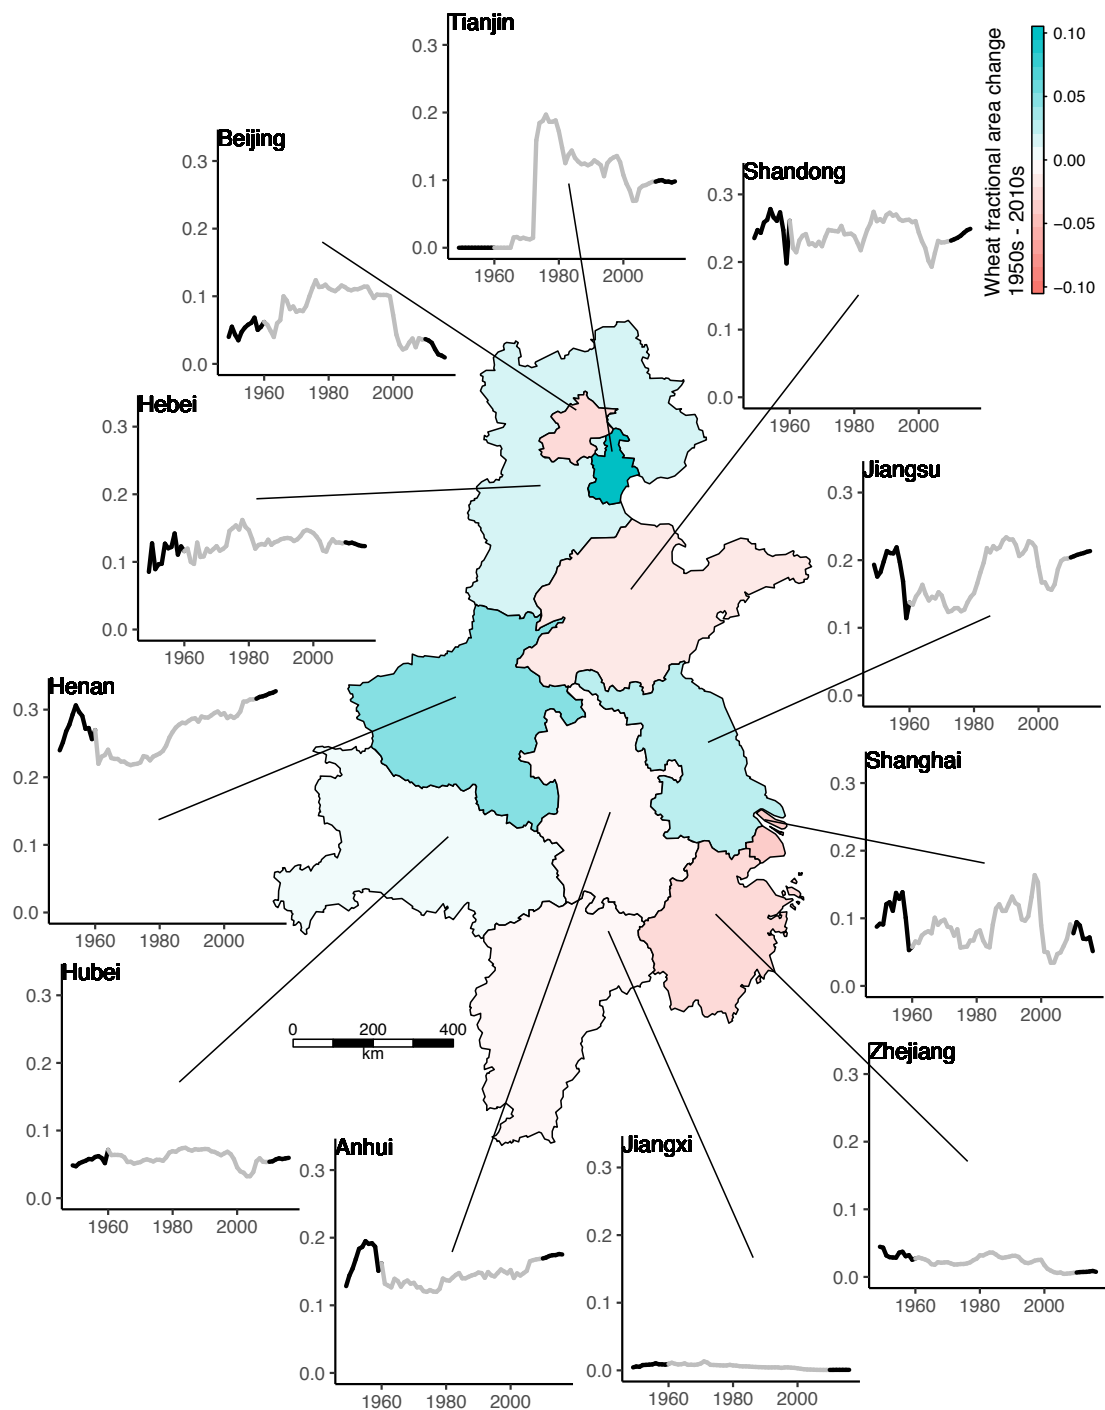 Tianjin
0.3
0.2
0.1
0.0
1960 1980 2000
Wheat fractional area change
1950s - 2010s
0.10
0.05
0.00
−0.05
−0.10
Beijing
0.3
0.2
0.1
0.0
1960 1980 2000
Shandong
0.3
0.2
0.1
0.0
1960 1980 2000
Hebei
0.3
0.2
0.1
0.0
1960 1980 2000
Jiangsu
0.3
0.2
0.1
0.0
1960 1980 2000
Henan
0.3
0.2
0.1
0.0
1960 1980 2000
Shanghai
0.3
0.2
0.1
0.0
1960 1980 2000
Hubei
0.3
0.2
0.1
0.0
1960 1980 2000
0 200 400
km
Zhejiang
0.3
0.2
0.1
0.0
1960 1980 2000
Anhui
0.3
0.2
0.1
0.0
1960 1980 2000
Jiangxi
0.3
0.2
0.1
0.0
1960 1980 2000